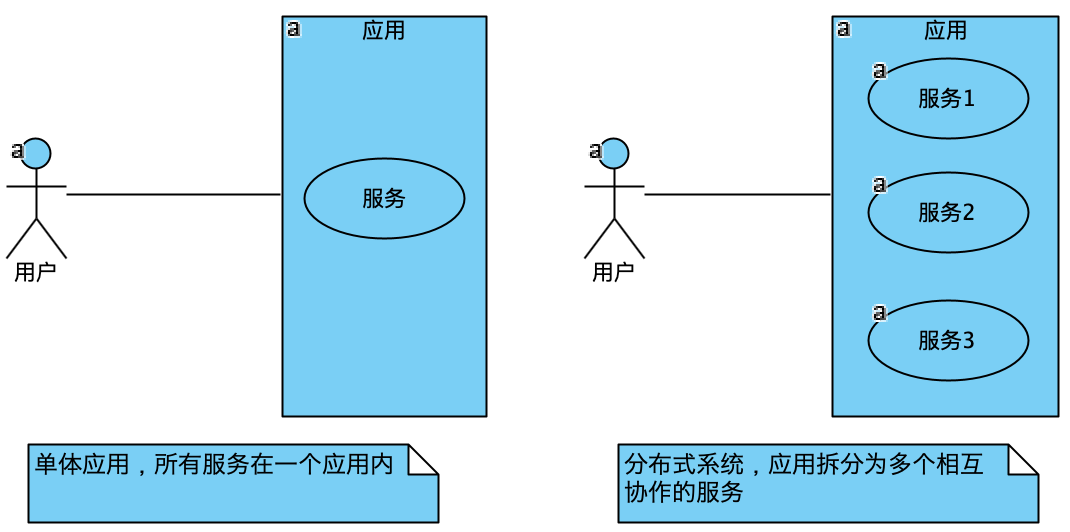 a
应用
服务
a
用户
单体应用，所有服务在一个应用内
a
应用
a
服务1
a
服务2
a
服务3
a
用户
分布式系统，应用拆分为多个相互
协作的服务